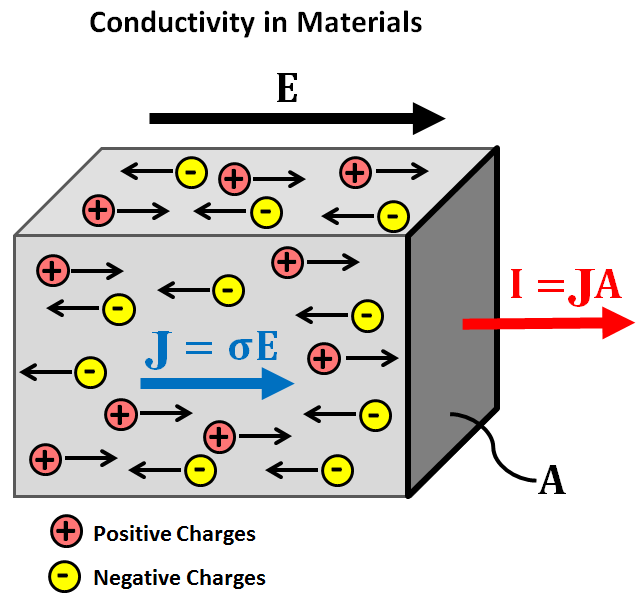 Conductivity in Materials
E
I = JA
J = σE
A
Positive Charges
Negative Charges